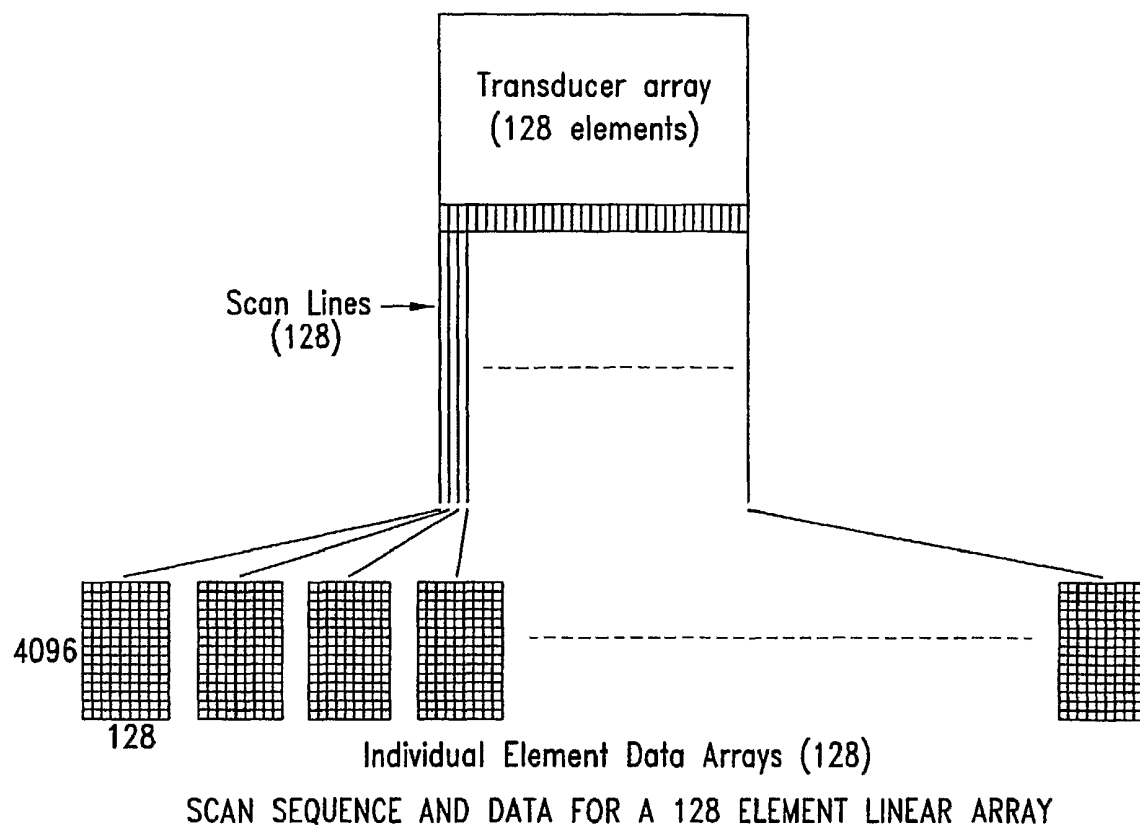 Transducer array
(128 elements)
Scan Lines
(128)
4096
128
Individual Element Data Arrays (128)
SCAN SEQUENCE AND DATA FOR A 128 ELEMENT LINEAR ARRAY